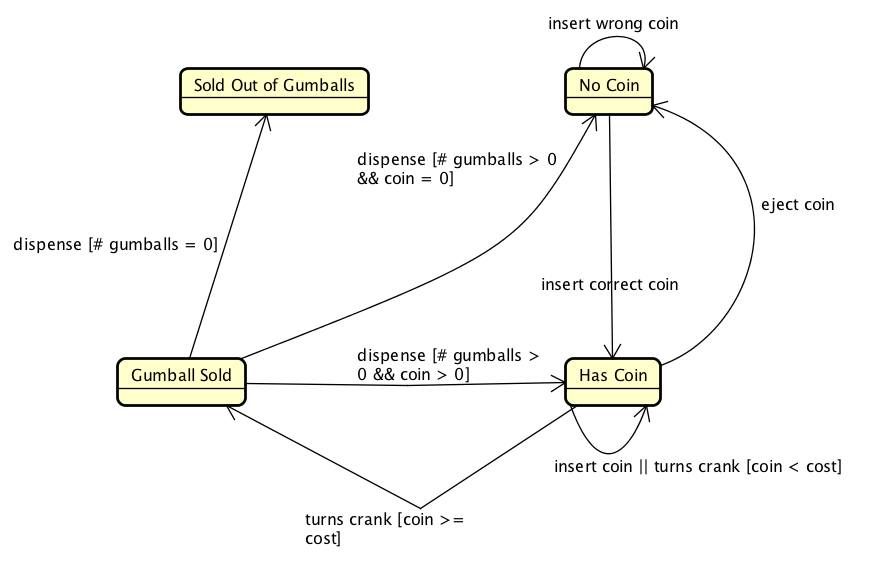 insert wrong coin
Sold Out of Gumballs
No Coin
dispense [# gumballs > 0
&& coin = 0]
eject coin
dispense [# gumballs = 0]
insert correct coin
dispense [# gumballs >
0 && coin > 0]
Gumball Sold
Has Coin
insert coin || turns crank [coin < cost]
turns crank [coin >=
cost]